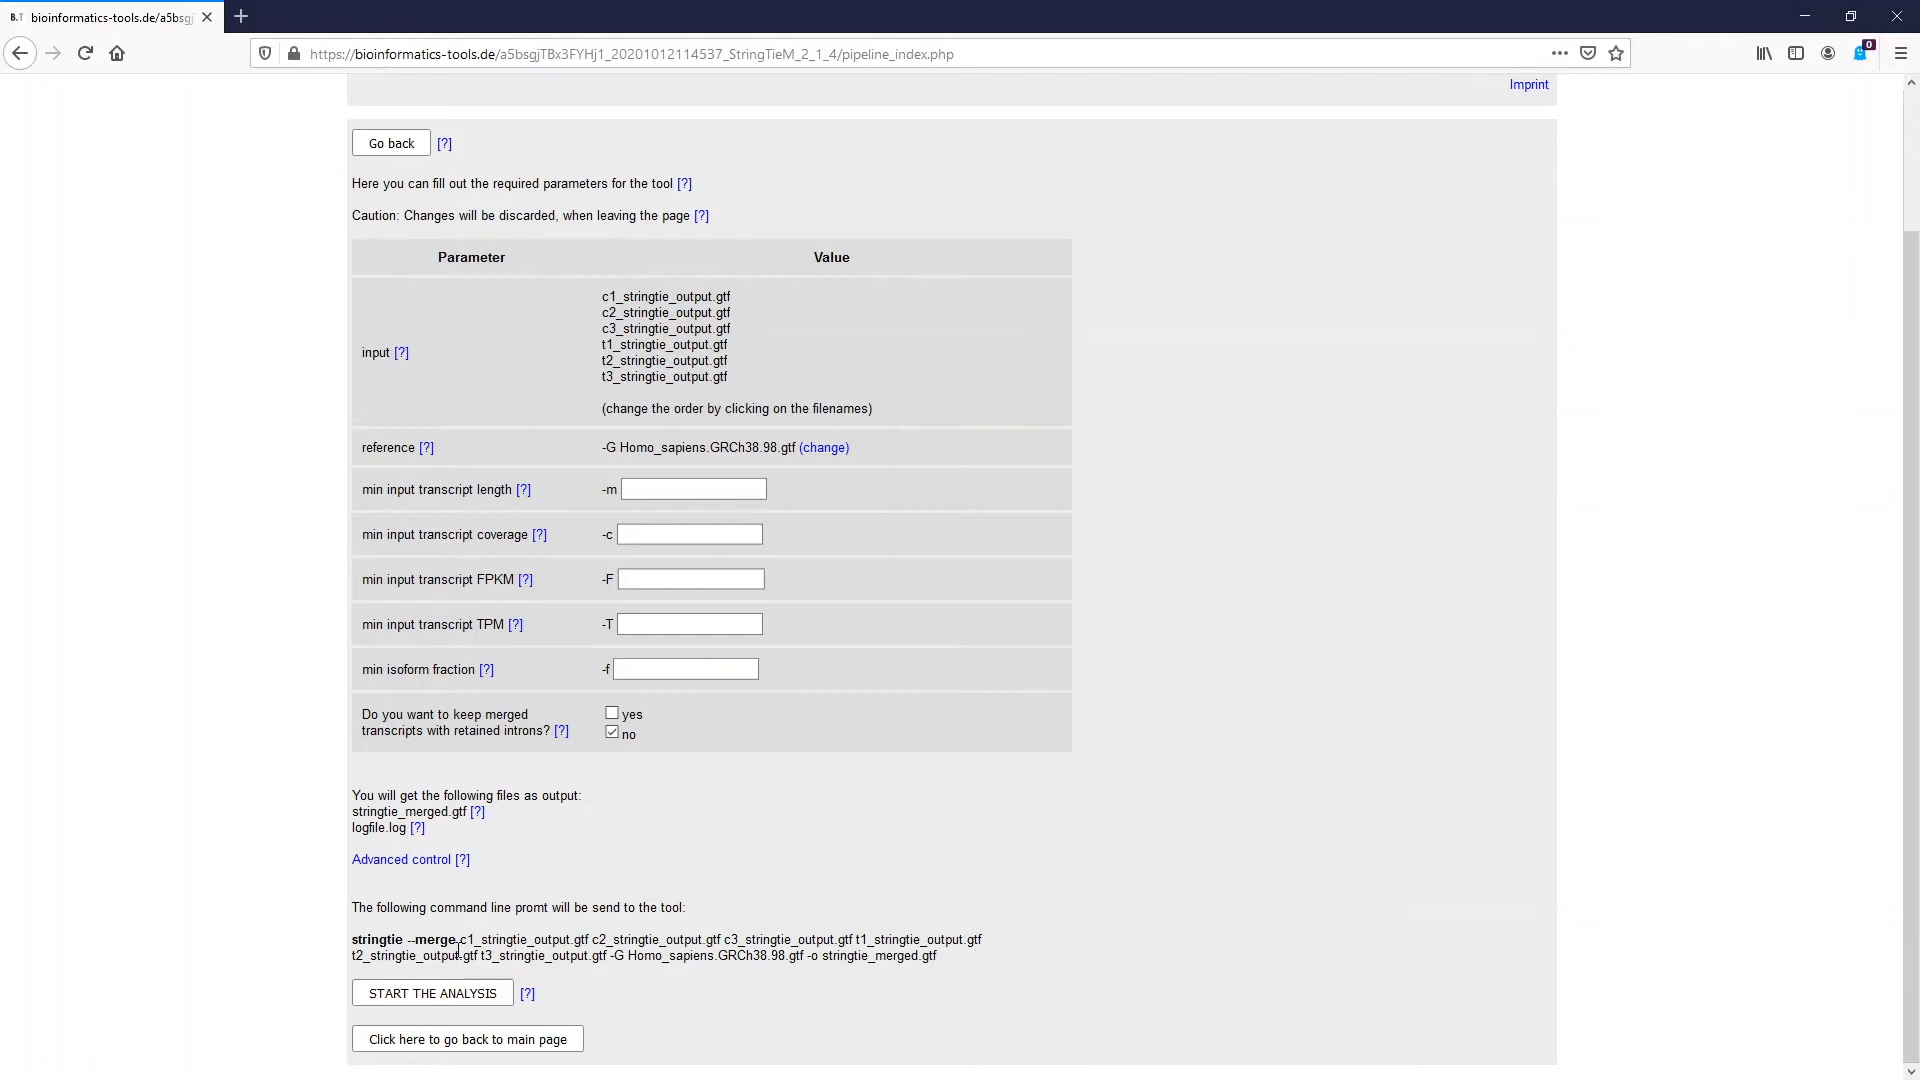 B.T bioinformatics-tools.de/a5bsgj
https://bioinformatics-tools.de/a5bsgjTBx3FYHj1_20201012114537_StringTieM_2_1_4/pipeline_index.php
0
Imprint
Go back [?]
Here you can fill out the required parameters for the tool [?]
Caution: Changes will be discarded, when leaving the page [?]
Parameter Value
c1_stringtie_output.gtf
c2_stringtie_output.gtf
c3_stringtie_output.gtf
t1_stringtie_output.gtf
input [?]
t2_stringtie_output.gtf
t3_stringtie_output.gtf
(change the order by clicking on the filenames)
reference [?] -G Homo_sapiens.GRCh38.98.gtf (change)
min input transcript length [?] -m
min input transcript coverage [?] -c
min input transcript FPKM [?] -F
min input transcript TPM [?] -T
min isoform fraction [?] -f
Do you want to keep merged yes
transcripts with retained introns? [?] no
You will get the following files as output:
stringtie_merged.gtf [?]
logfile.log [?]
Advanced control [?]
The following command line promt will be send to the tool:
stringtie --merge c1_stringtie_output.gtf c2_stringtie_output.gtf c3_stringtie_output.gtf t1_stringtie_output.gtf
t2_stringtie_output.gtf t3_stringtie_output.gtf -G Homo_sapiens.GRCh38.98.gtf -o stringtie_merged.gtf
START THE ANALYSIS [?]
Click here to go back to main page